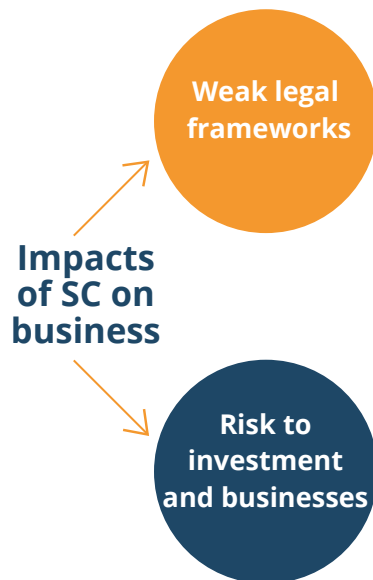 Weak legal
frameworks
Impacts
of SC on
business
Risk to
investment
and businesses